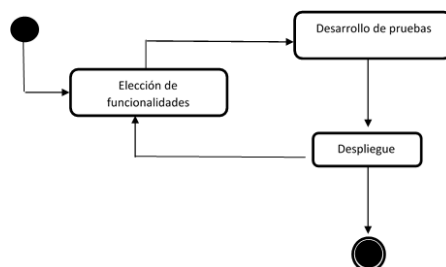 Desarrollo de pruebas
Elección de
funcionalidades
Despliegue